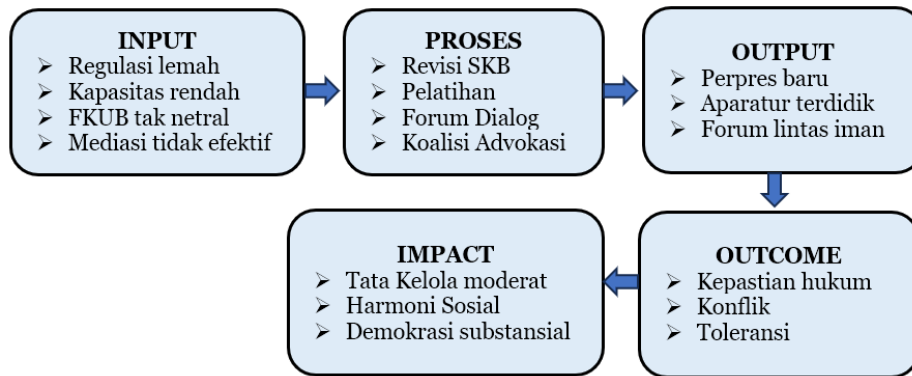 INPUT
➢ Regulasi lemah
➢ Kapasitas rendah
➢ FKUB tak netral
➢ Mediasi tidak efektif
PROSES
➢ Revisi SKB
➢ Pelatihan
➢ Forum Dialog
➢ Koalisi Advokasi
OUTPUT
➢ Perpres baru
➢ Aparatur terdidik
➢ Forum lintas iman
OUTCOME
➢ Kepastian hukum
➢ Konflik
➢ Toleransi
IMPACT
➢ Tata Kelola moderat
➢ Harmoni Sosial
➢ Demokrasi substansial